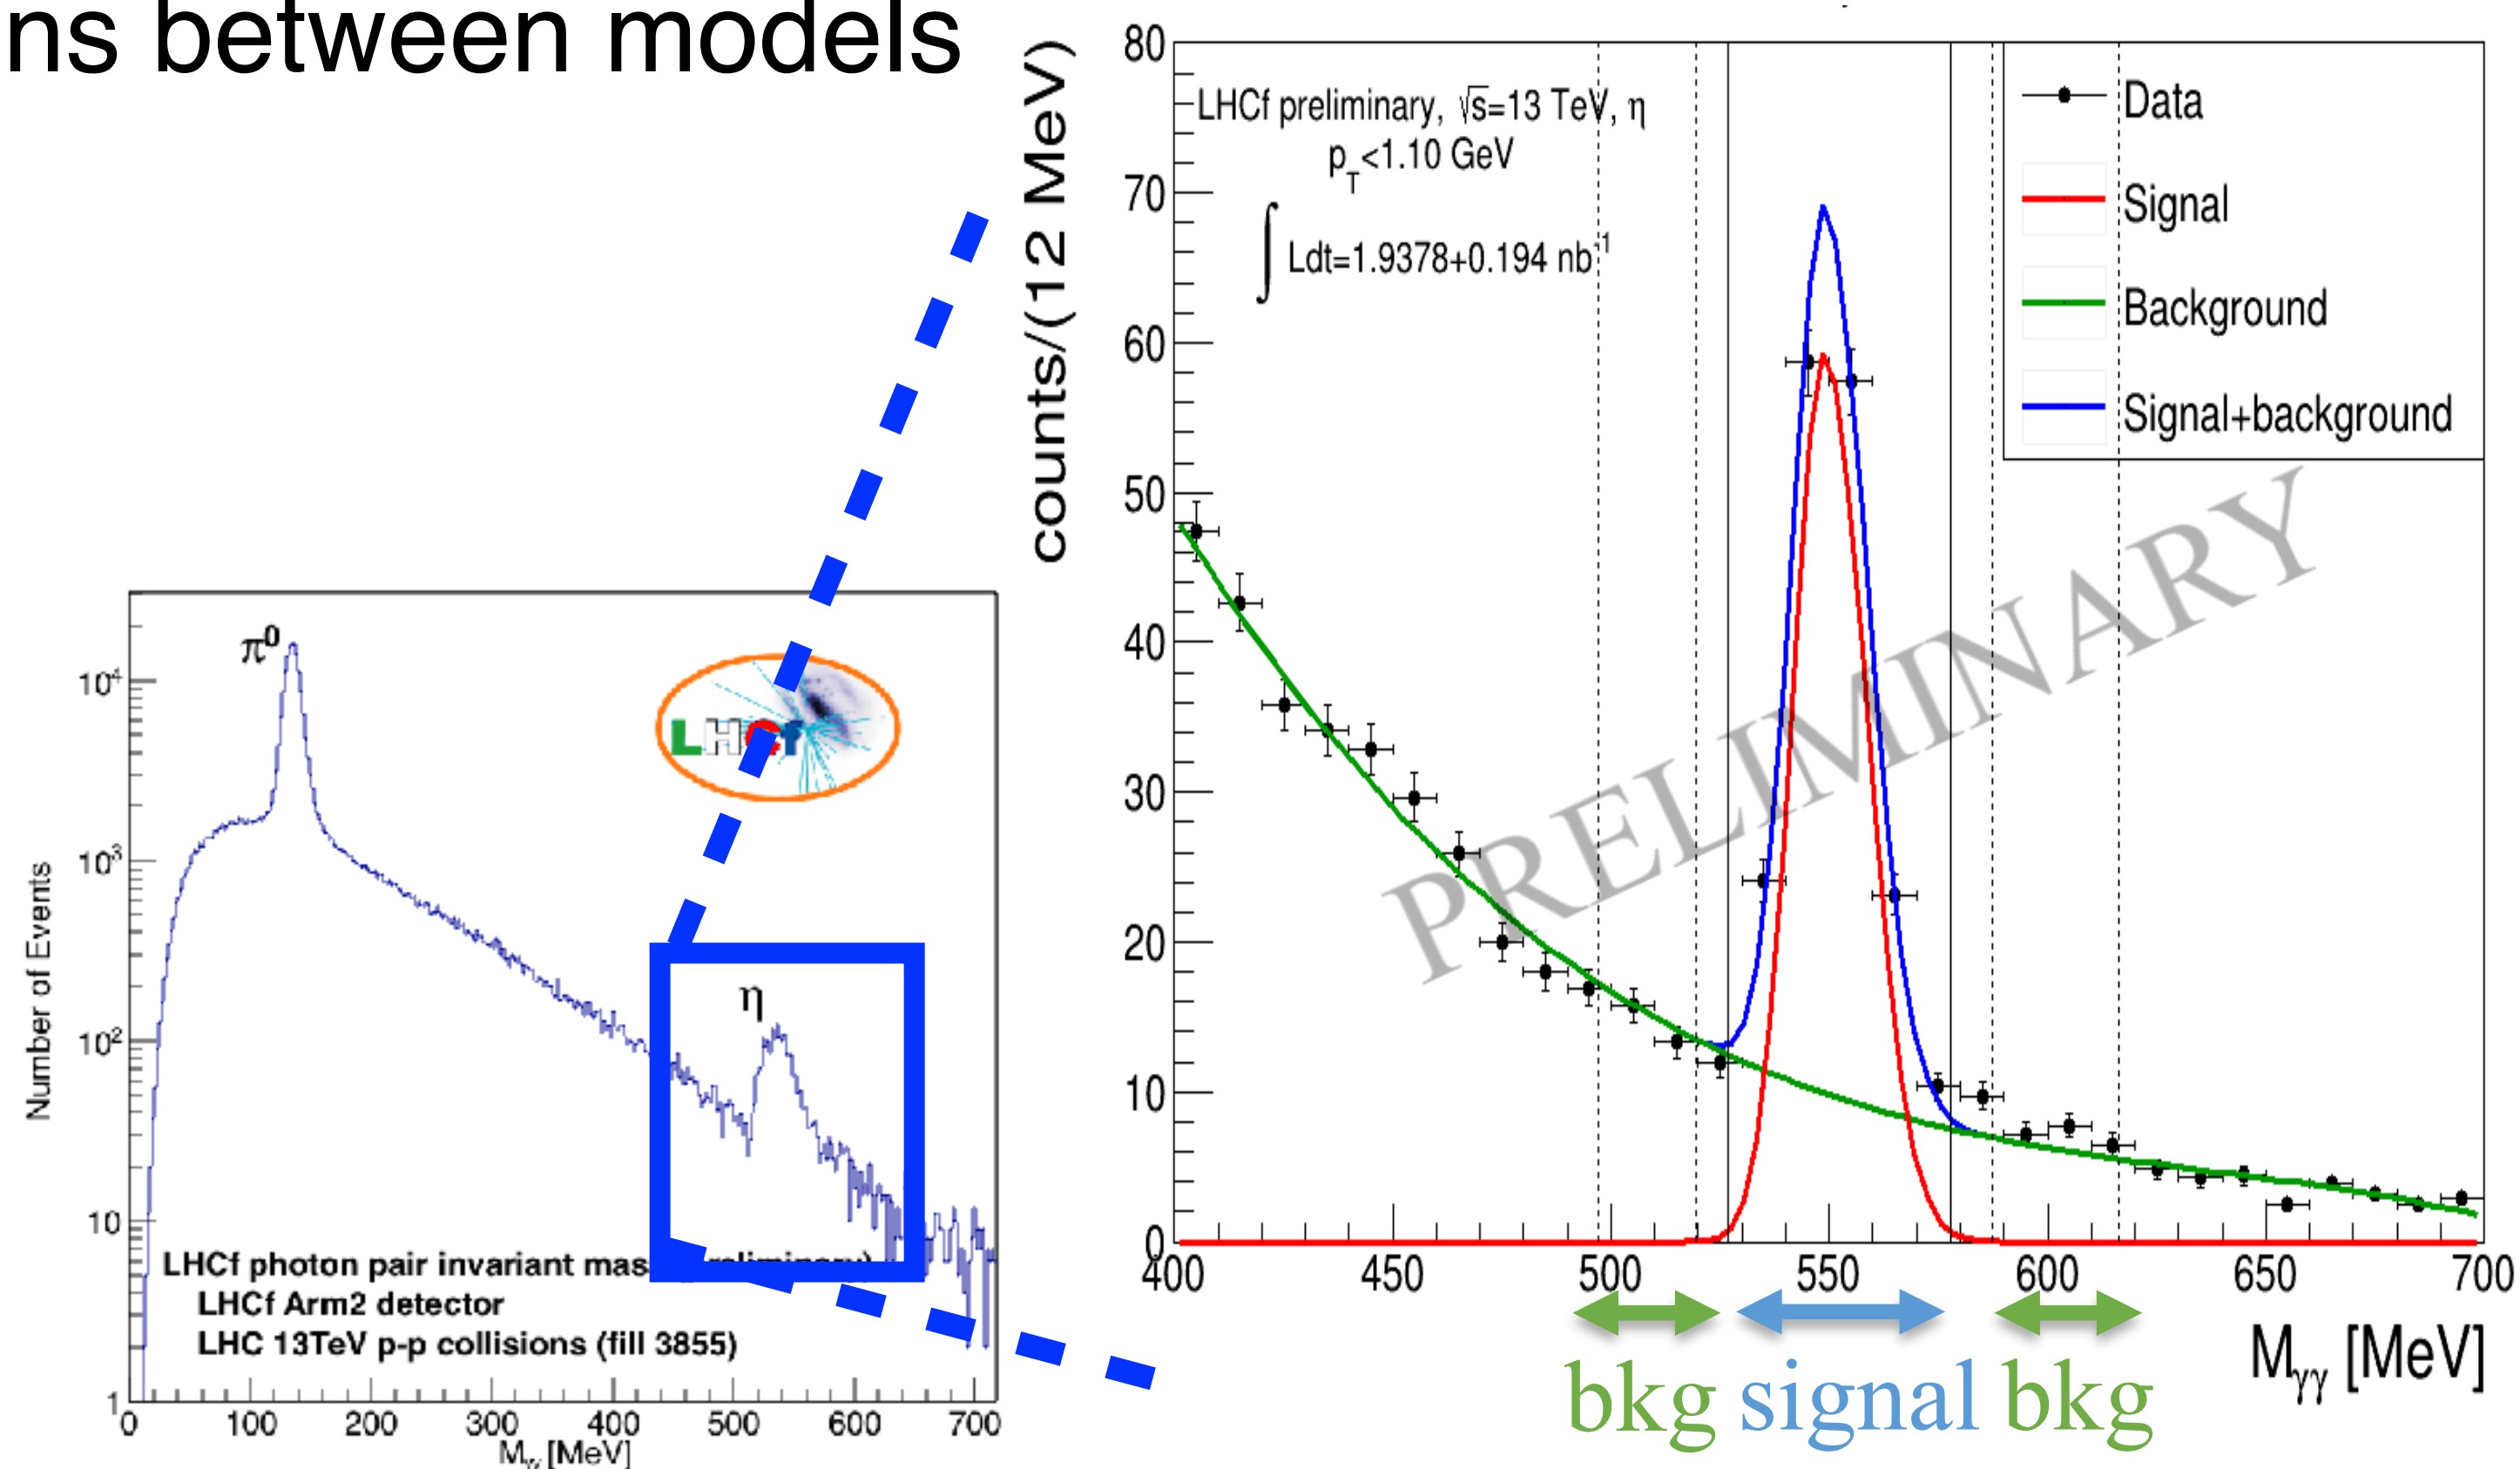 ns between models
counts/(12 MeV)
80
70
60
50
40
30
20
10
0
LHCf preliminary, √s=13 TeV, η
pT<1.10 GeV
∫ Ldt=1.9378+0.194 nb-1
Data
Signal
Background
Signal+background
PRELIMINARY
400 450 500 550 600 650 700
Mγγ [MeV]
bkg signal bkg
Number of Events
10⁴
10³
10²
10
1
π⁰
LHCf
η
LHCf photon pair invariant
LHCf Arm2 detector
LHC 13TeV p-p collisions (fill 3855)
0 100 200 300 400 500 600 700
Mγγ [MeV]